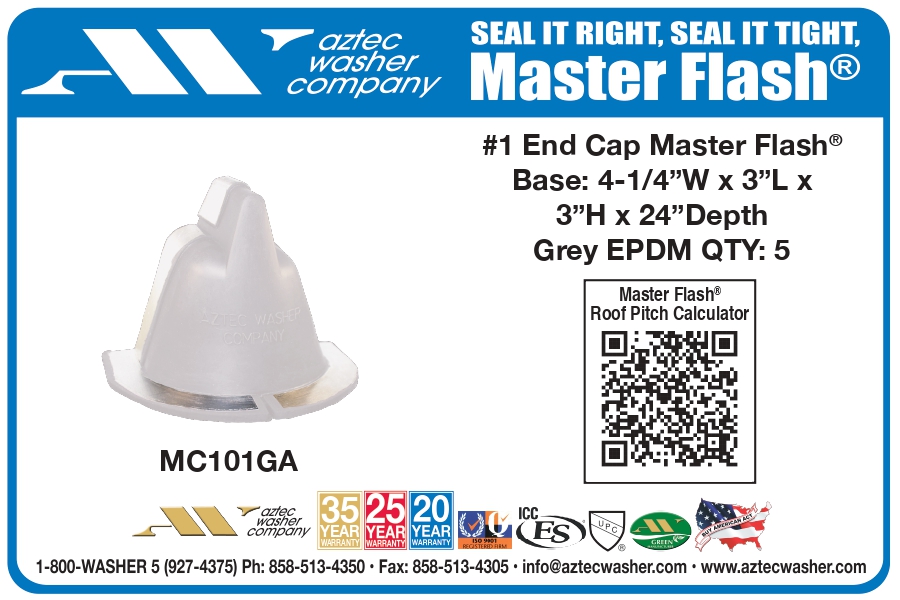 aztec
washer
company
SEAL IT RIGHT, SEAL IT TIGHT,
Master Flash®
#1 End Cap Master Flash®
Base: 4-1/4”W x 3”L x
3”H x 24”Depth
Grey EPDM QTY: 5
Master Flash®
Roof Pitch Calculator
AZTEC WASHER
COMPANY
MC101GA
aztec
washer
company
35
YEAR
WARRANTY
25
YEAR
WARRANTY
20
YEAR
WARRANTY
ISO 9001
REGISTERED FIRM
ICC
ES
®
UPC
®
GREEN
MANUFACTURER
BUY AMERICAN ACT
1-800-WASHER 5 (927-4375) Ph: 858-513-4350 • Fax: 858-513-4305 • info@aztecwasher.com • www.aztecwasher.com